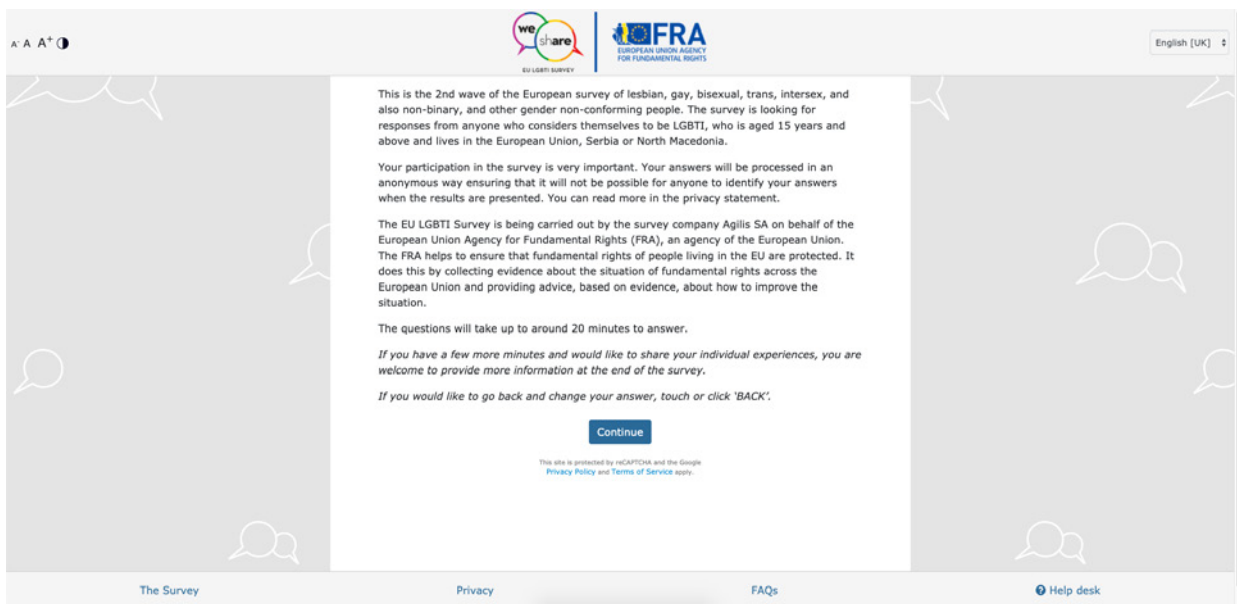 A- A A+
we
share
EU LGBTI SURVEY
FRA
EUROPEAN UNION AGENCY
FOR FUNDAMENTAL RIGHTS
English [UK]
This is the 2nd wave of the European survey of lesbian, gay, bisexual, trans, intersex, and
also non-binary, and other gender non-conforming people. The survey is looking for
responses from anyone who considers themselves to be LGBTI, who is aged 15 years and
above and lives in the European Union, Serbia or North Macedonia.
Your participation in the survey is very important. Your answers will be processed in an
anonymous way ensuring that it will not be possible for anyone to identify your answers
when the results are presented. You can read more in the privacy statement.
The EU LGBTI Survey is being carried out by the survey company Agilis SA on behalf of the
European Union Agency for Fundamental Rights (FRA), an agency of the European Union.
The FRA helps to ensure that fundamental rights of people living in the EU are protected. It
does this by collecting evidence about the situation of fundamental rights across the
European Union and providing advice, based on evidence, about how to improve the
situation.
The questions will take up to around 20 minutes to answer.
If you have a few more minutes and would like to share your individual experiences, you are
welcome to provide more information at the end of the survey.
If you would like to go back and change your answer, touch or click ‘BACK’.
Continue
This site is protected by reCAPTCHA and the Google
Privacy Policy and Terms of Service apply.
The Survey
Privacy
FAQs
Help desk